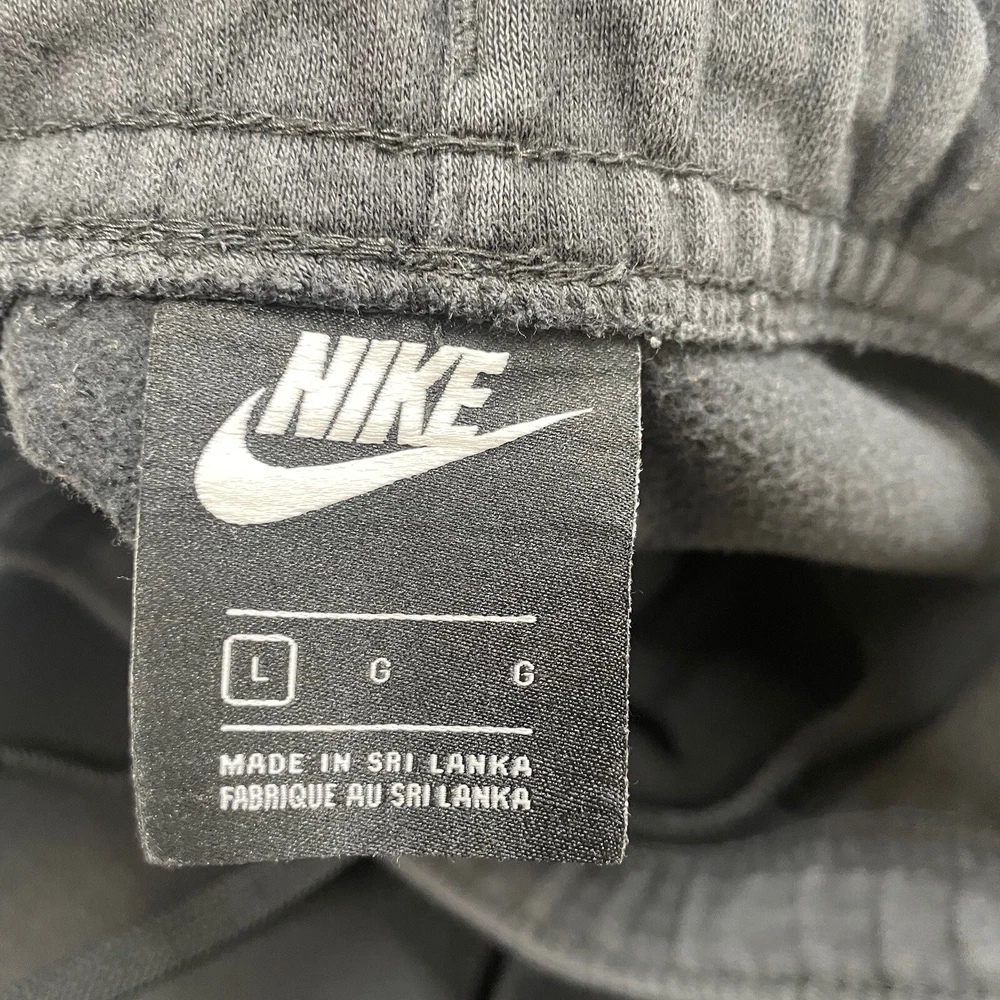 NIKE
L G G
MADE IN SRI LANKA
FABRIQUE AU SRI LANKA